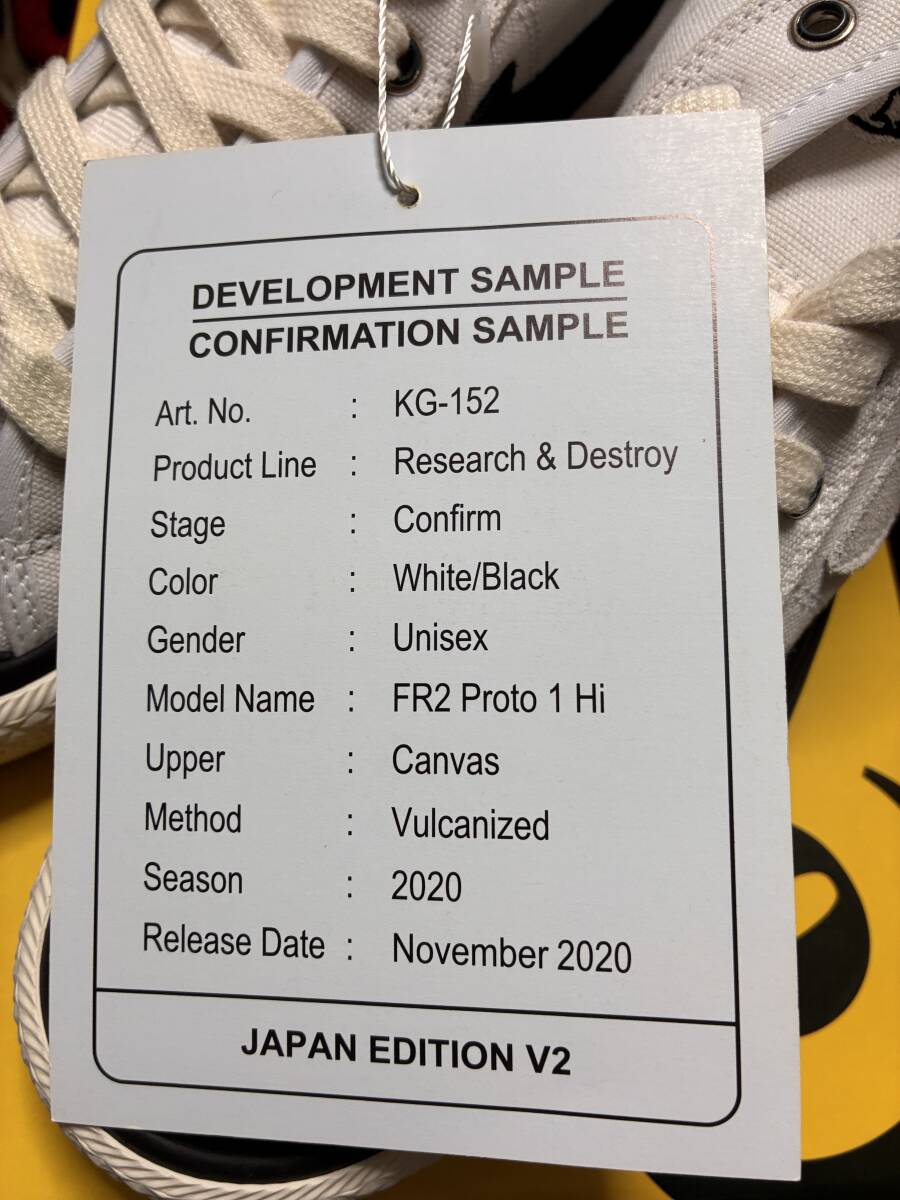 DEVELOPMENT SAMPLE
CONFIRMATION SAMPLE
Art. No. : KG-152
Product Line : Research & Destroy
Stage : Confirm
Color : White/Black
Gender : Unisex
Model Name : FR2 Proto 1 Hi
Upper : Canvas
Method : Vulcanized
Season : 2020
Release Date : November 2020
JAPAN EDITION V2